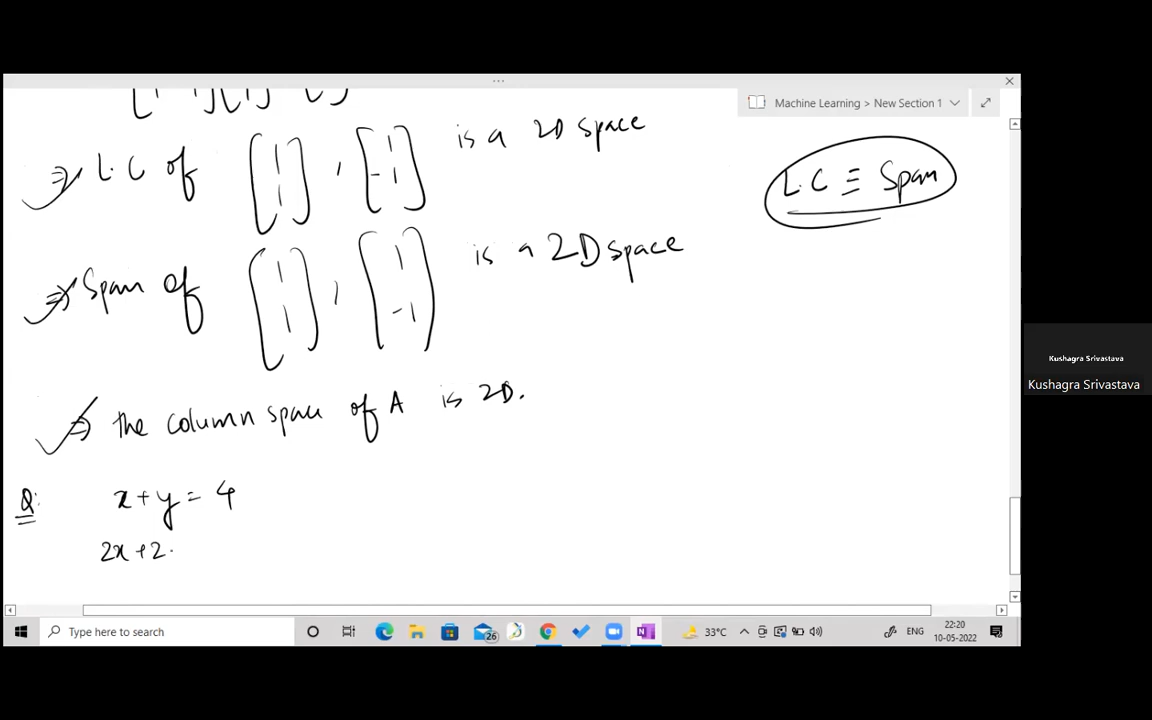 Machine Learning > New Section 1
⇒ L.C of [1 1], [1 -1] is a 2D space
L.C ≡ Span
⇒ Span of [1 1], [1 -1] is a 2D space
⇒ the column space of A is 2D.
Q: x + y = 4
2x + 2.
Kushagra Srivastava
Kushagra Srivastava
Type here to search
26
33°C
ENG
22:20
10-05-2022